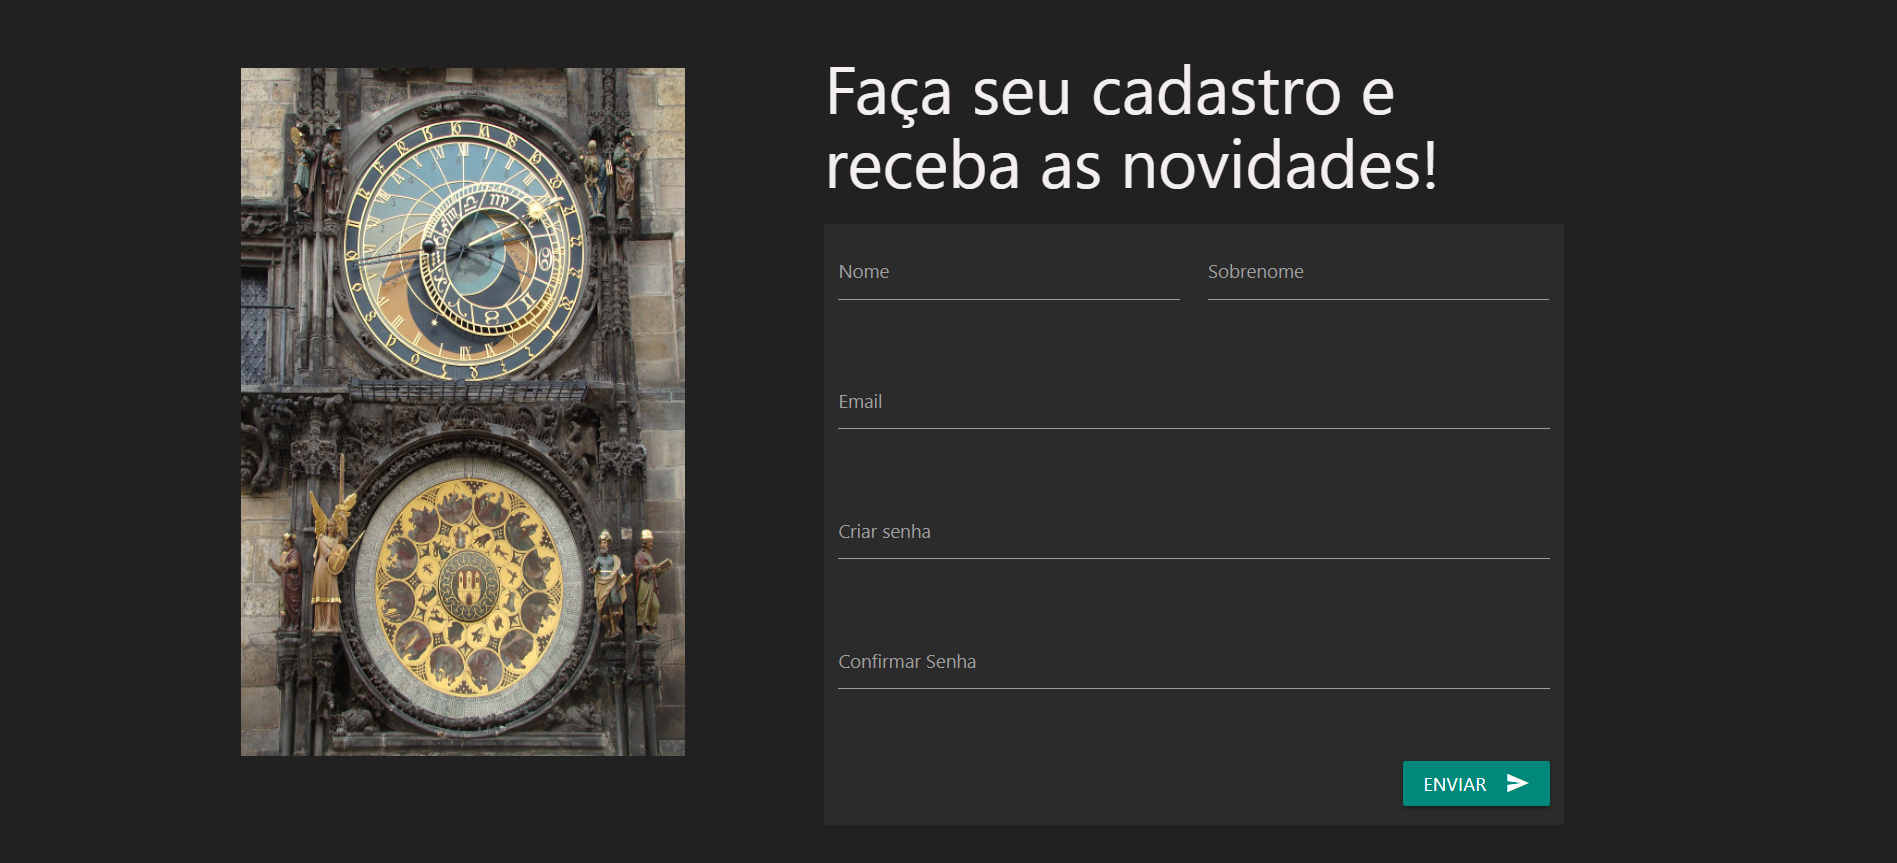 Faça seu cadastro e
receba as novidades!
Nome
Sobrenome
Email
Criar senha
Confirmar Senha
ENVIAR